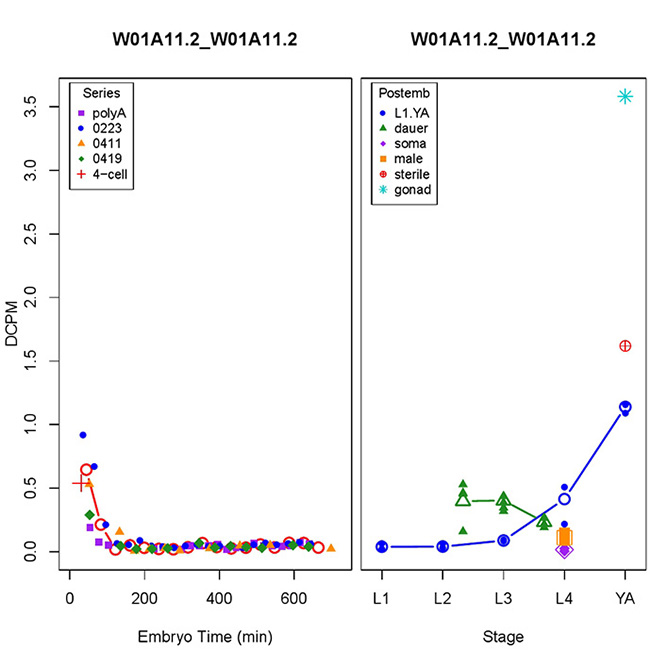 W01A11.2_W01A11.2
W01A11.2_W01A11.2
DCPM
0.0
0.5
1.0
1.5
2.0
2.5
3.0
3.5
Series
polyA
0223
0411
0419
4−cell
0 200 400 600
Embryo Time (min)
Postemb
L1.YA
dauer
soma
male
sterile
gonad
L1 L2 L3 L4 YA
Stage